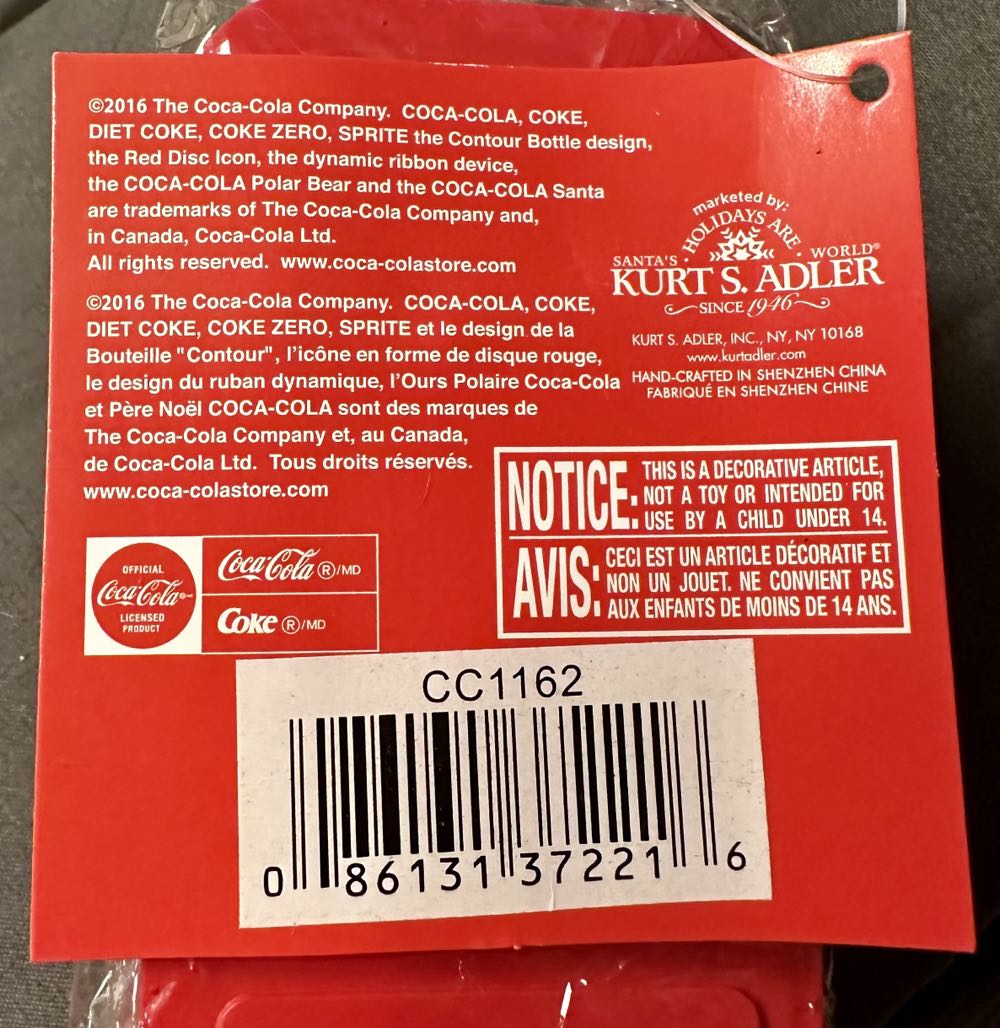 ©2016 The Coca-Cola Company. COCA-COLA, COKE,
DIET COKE, COKE ZERO, SPRITE the Contour Bottle design,
the Red Disc Icon, the dynamic ribbon device,
the COCA-COLA Polar Bear and the COCA-COLA Santa
are trademarks of The Coca-Cola Company and,
in Canada, Coca-Cola Ltd.
All rights reserved. www.coca-colastore.com
©2016 The Coca-Cola Company. COCA-COLA, COKE,
DIET COKE, COKE ZERO, SPRITE et le design de la
Bouteille "Contour", l'icône en forme de disque rouge,
le design du ruban dynamique, l'Ours Polaire Coca-Cola
et Père Noël COCA-COLA sont des marques de
The Coca-Cola Company et, au Canada,
de Coca-Cola Ltd. Tous droits réservés.
www.coca-colastore.com
marketed by:
SANTA'S · HOLIDAYS ARE · WORLD®
KURT S. ADLER
SINCE 1946
KURT S. ADLER, INC., NY, NY 10168
www.kurtadler.com
HAND-CRAFTED IN SHENZHEN CHINA
FABRIQUÉ EN SHENZHEN CHINE
NOTICE: THIS IS A DECORATIVE ARTICLE,
NOT A TOY OR INTENDED FOR
USE BY A CHILD UNDER 14.
AVIS: CECI EST UN ARTICLE DÉCORATIF ET
NON UN JOUET. NE CONVIENT PAS
AUX ENFANTS DE MOINS DE 14 ANS.
OFFICIAL
Coca-Cola
LICENSED
PRODUCT
Coca-Cola ®/MD
Coke ®/MD
CC1162
0 86131 37221 6